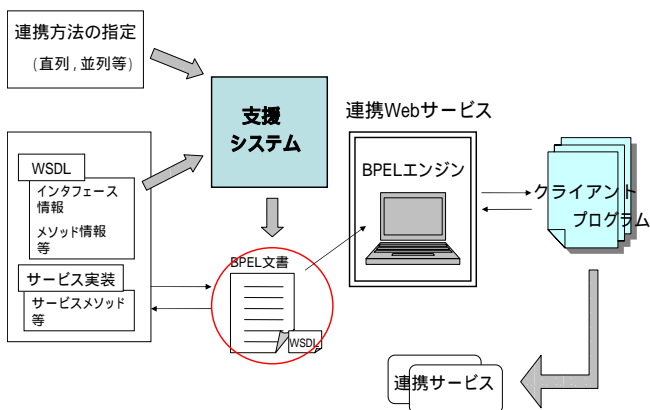 連携方法の指定
(直列,並列等)
支援
システム
WSDL
インタフェース
情報
メソッド情報
等
サービス実装
サービスメソッド
等
BPEL文書
WSDL
連携Webサービス
BPELエンジン
クライアント
プログラム
連携サービス